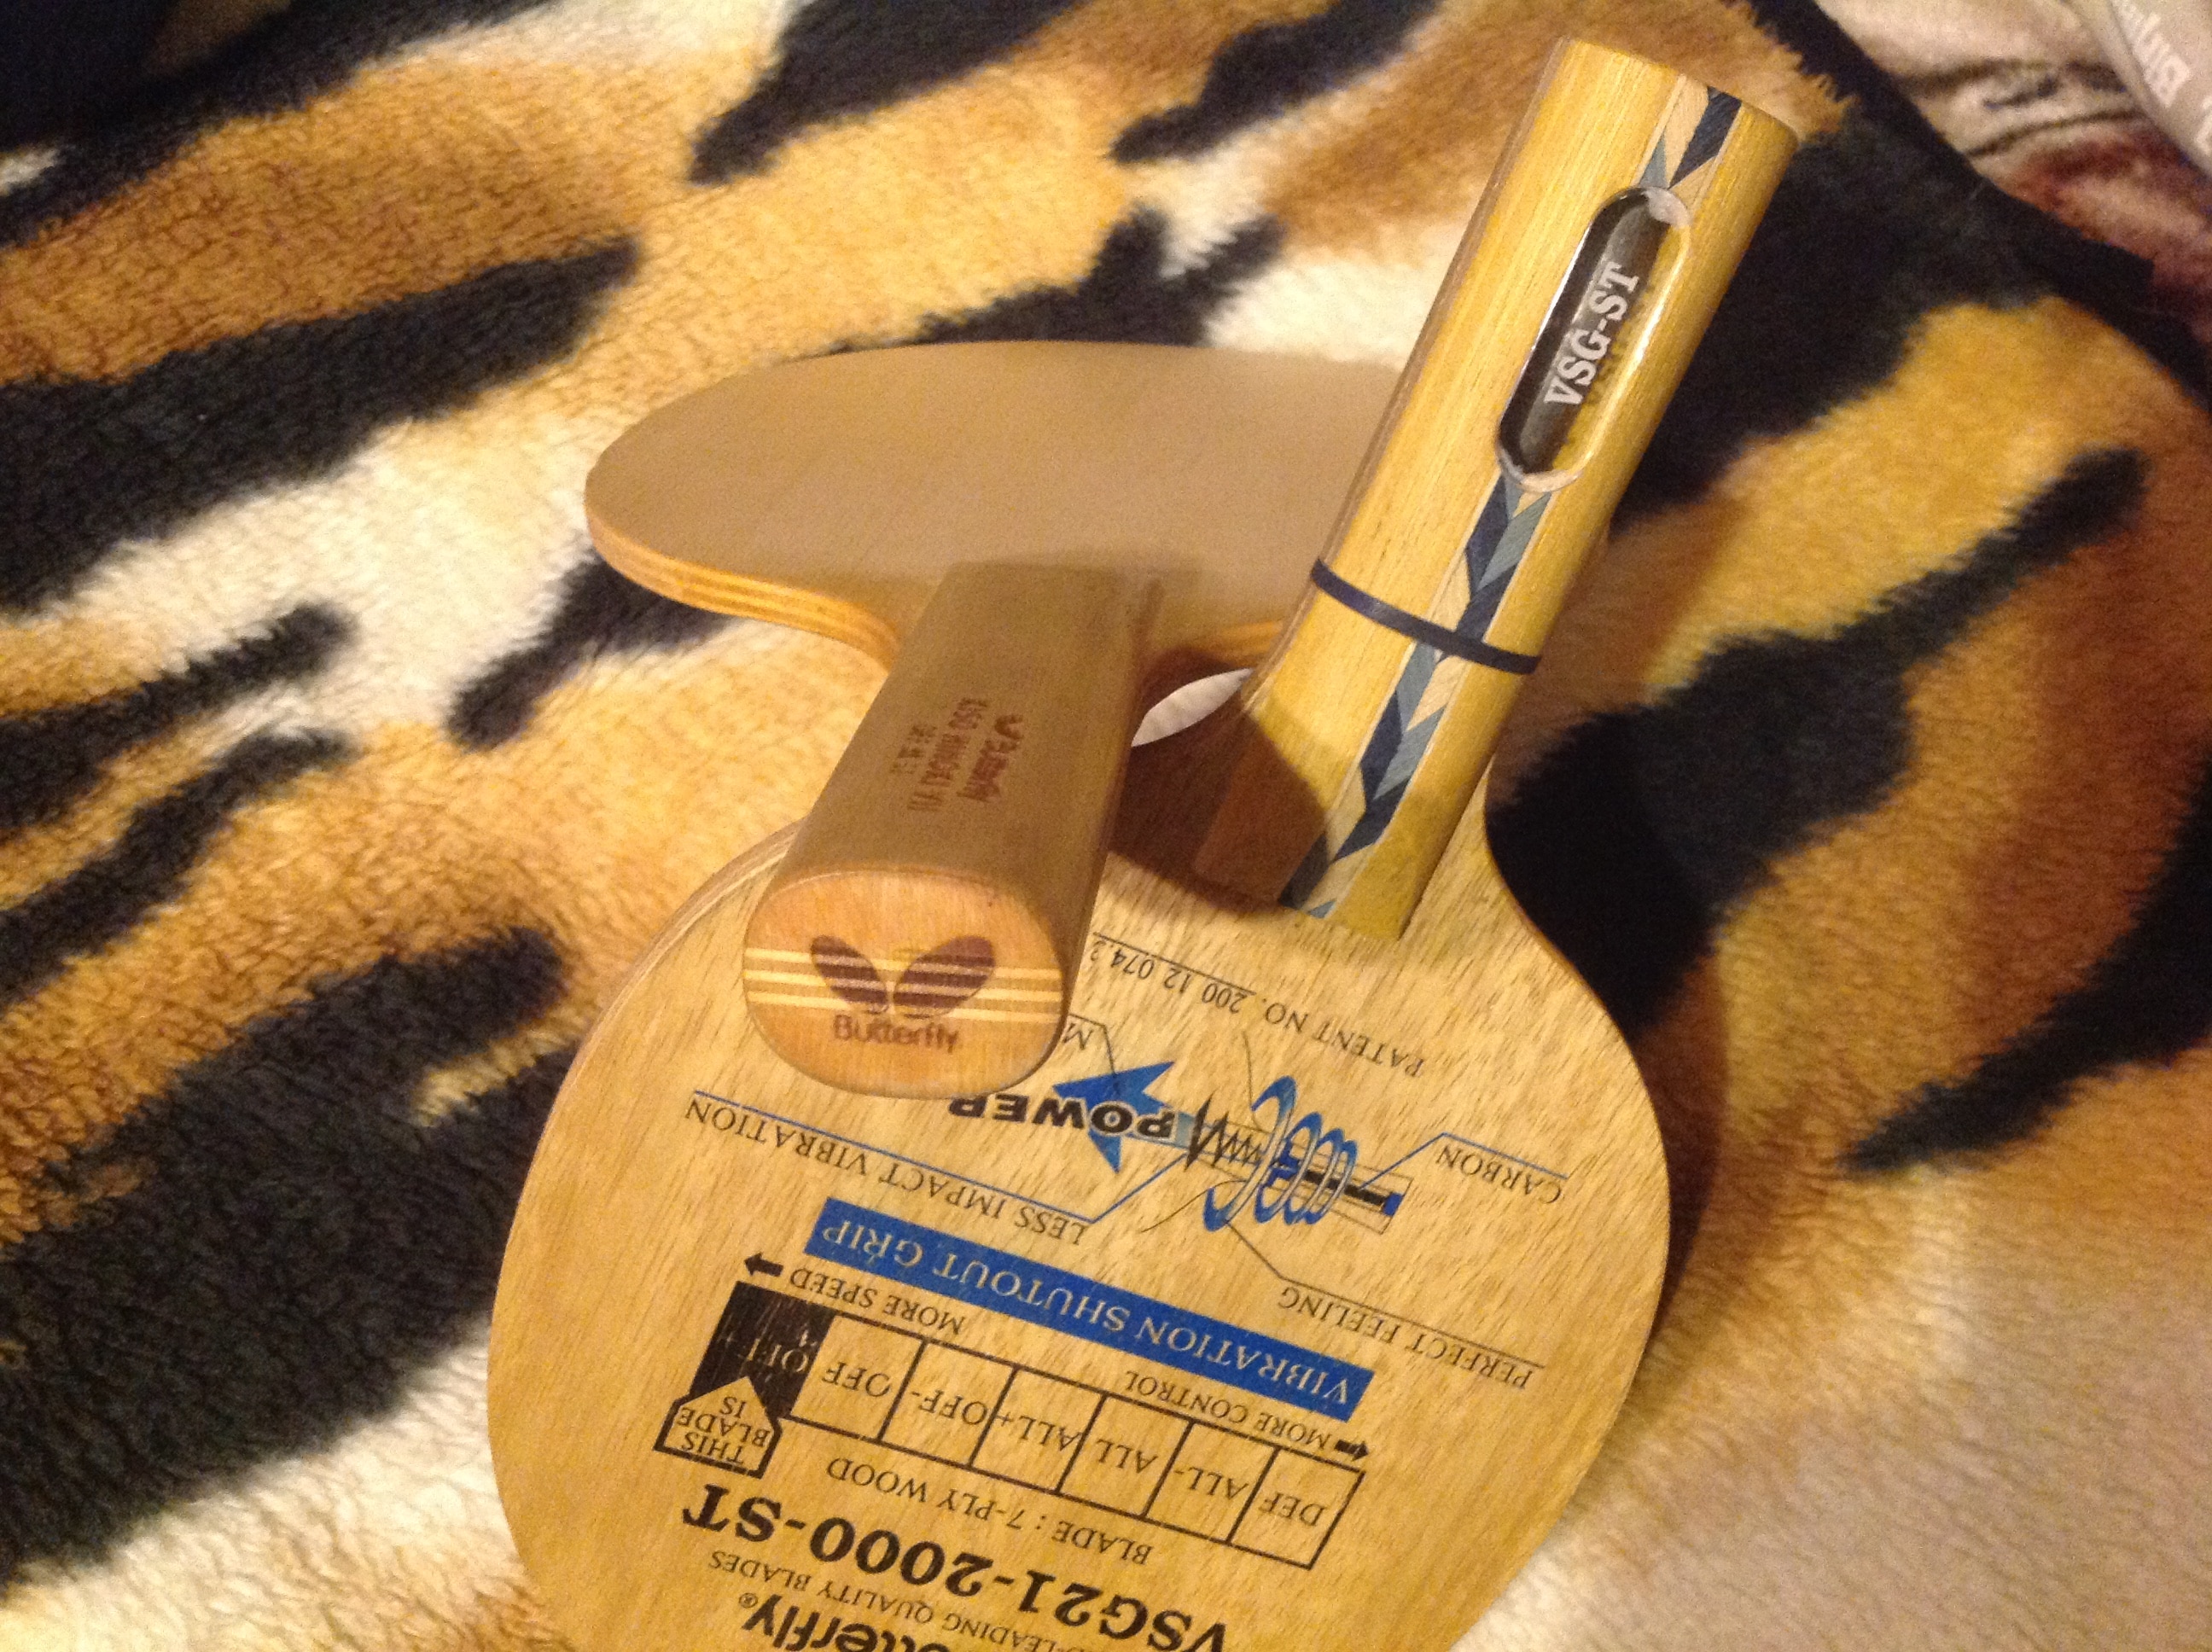 VSG-ST
Butterfly
PATENT NO. 200 12 074.2
M
POWER
CARBON
LESS IMPACT VIBRATION
PERFECT FEELING
VIBRATION SHUTOUT GRIP
MORE CONTROL MORE SPEED
DEF ALL- ALL ALL+ OFF- OFF OFF+
THIS
BLADE
IS
BLADE : 7-PLY WOOD
VSG21-2000-ST
D-LEADING QUALITY BLADES
tterfly®